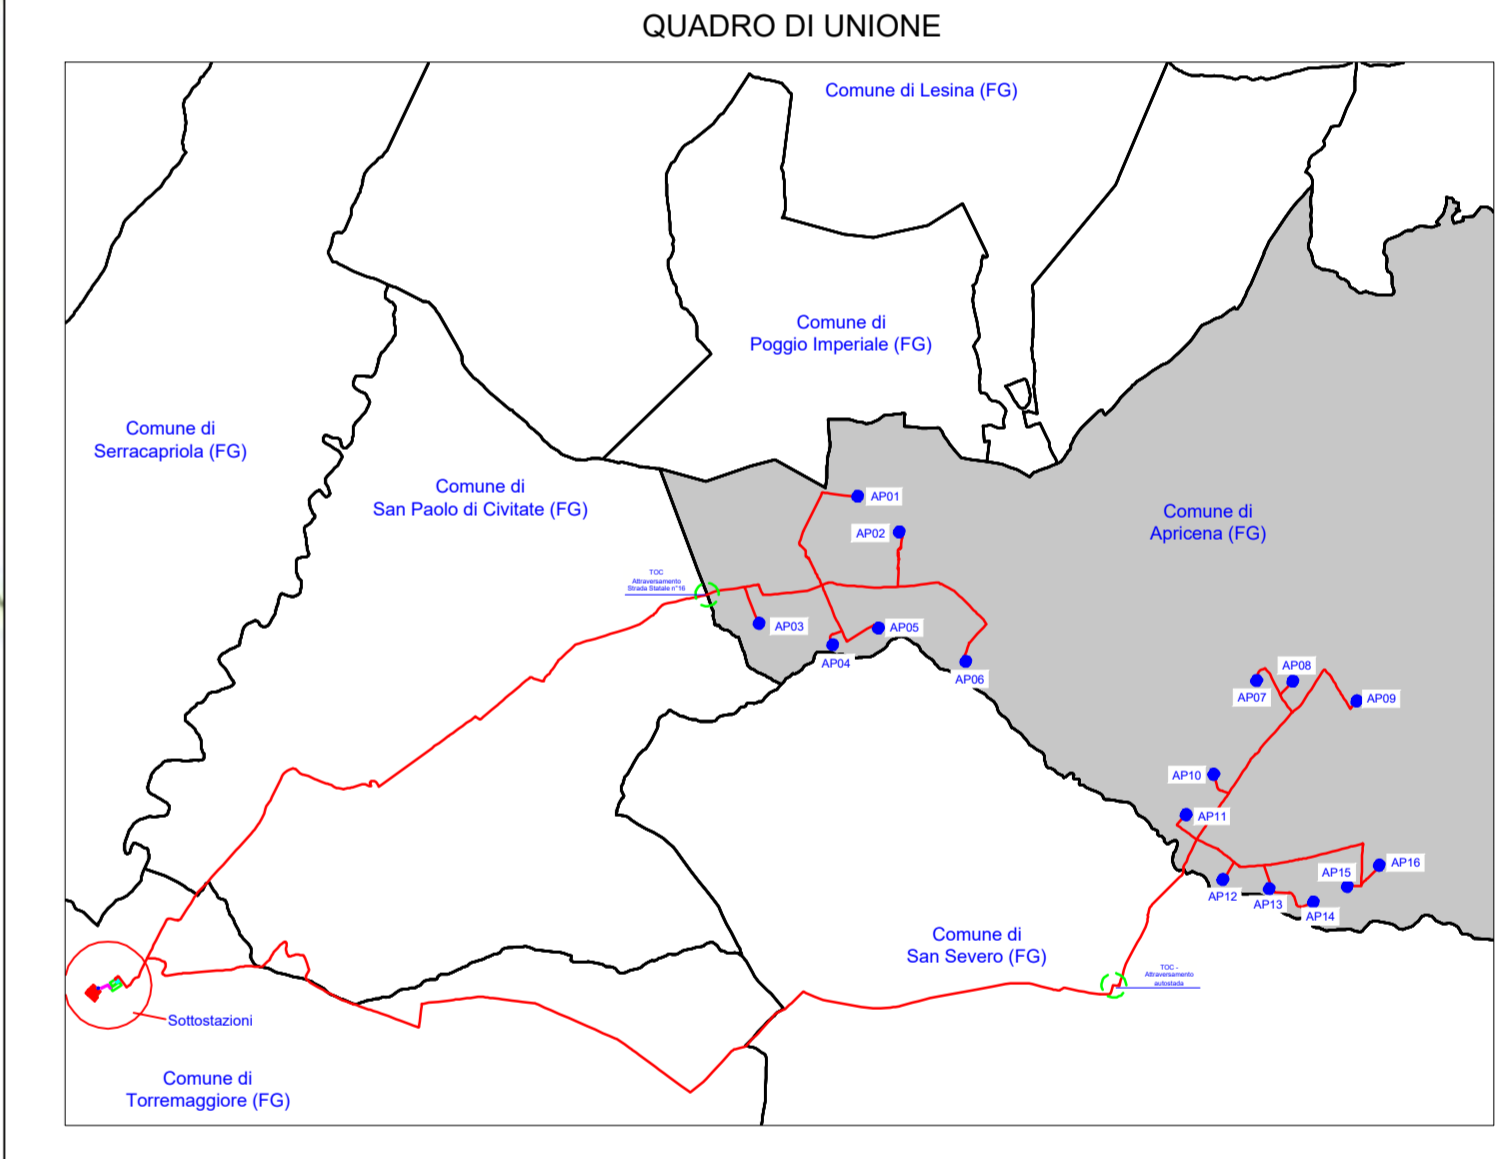 QUADRO DI UNIONE
Comune di Lesina (FG)
Comune di
Poggio Imperiale (FG)
Comune di
Serracapriola (FG)
Comune di
San Paolo di Civitate (FG)
Comune di
Apricena (FG)
AP01
AP02
TOC
Attraversamento
Strada Statale n°16
AP03
AP05
AP04
AP06
AP08
AP07
AP09
AP10
AP11
AP16
AP15
AP12
AP13
AP14
Comune di
San Severo (FG)
TOC -
Attraversamento
autostada
Sottostazioni
Comune di
Torremaggiore (FG)